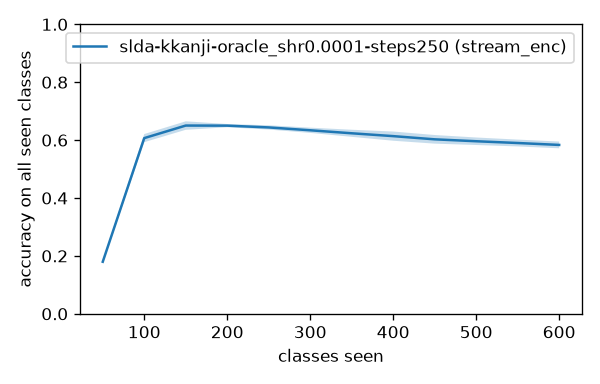 slda-kkanji-oracle_shr0.0001-steps250 (stream_enc)
accuracy on all seen classes
1.0
0.8
0.6
0.4
0.2
0.0
100 200 300 400 500 600
classes seen